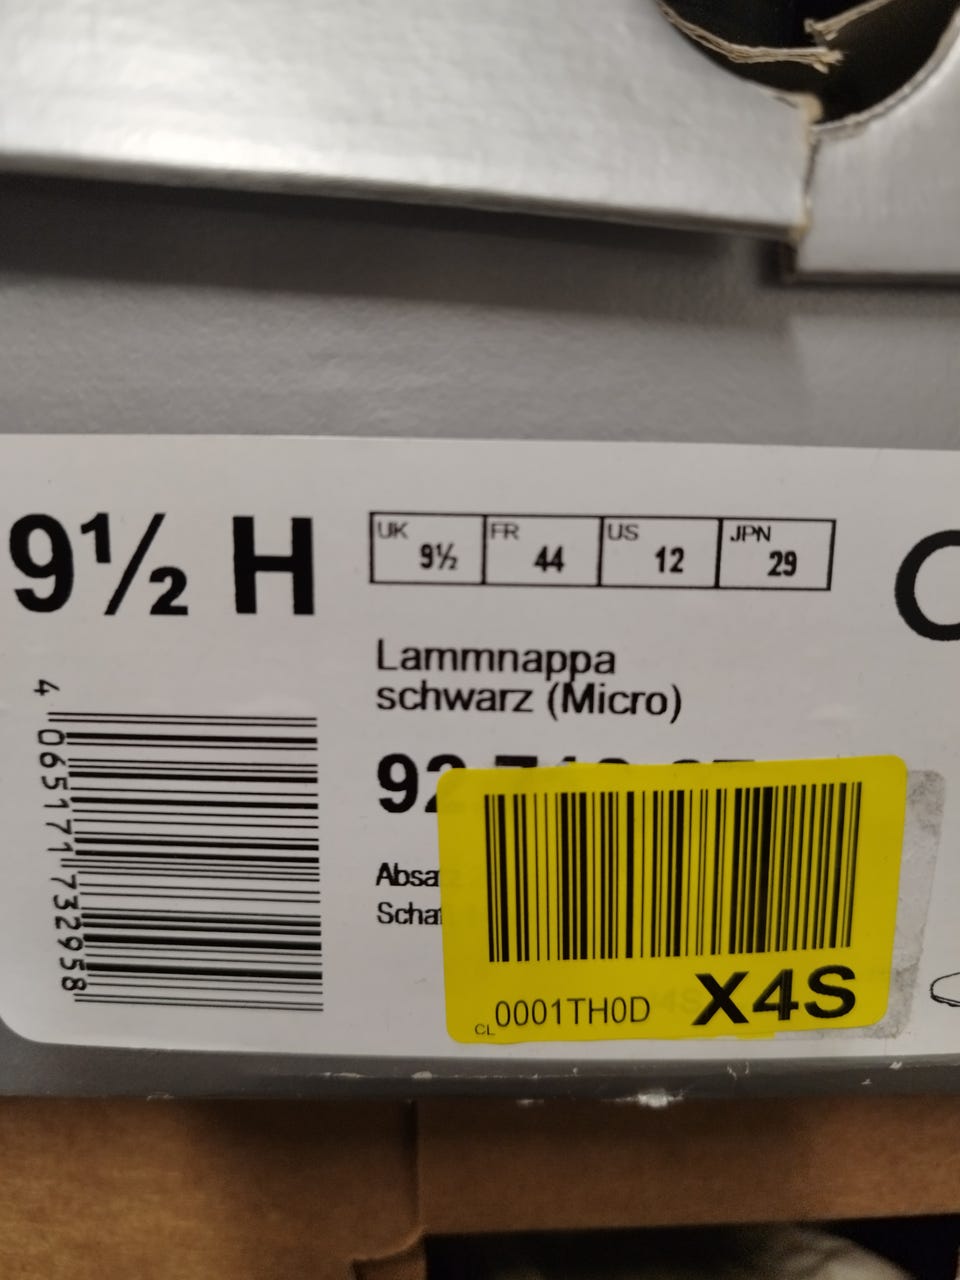 9½ H
UK 9½ FR 44 US 12 JPN 29
Lammnappa
schwarz (Micro)
4 065171 732958
CL 0001TH0D X4S